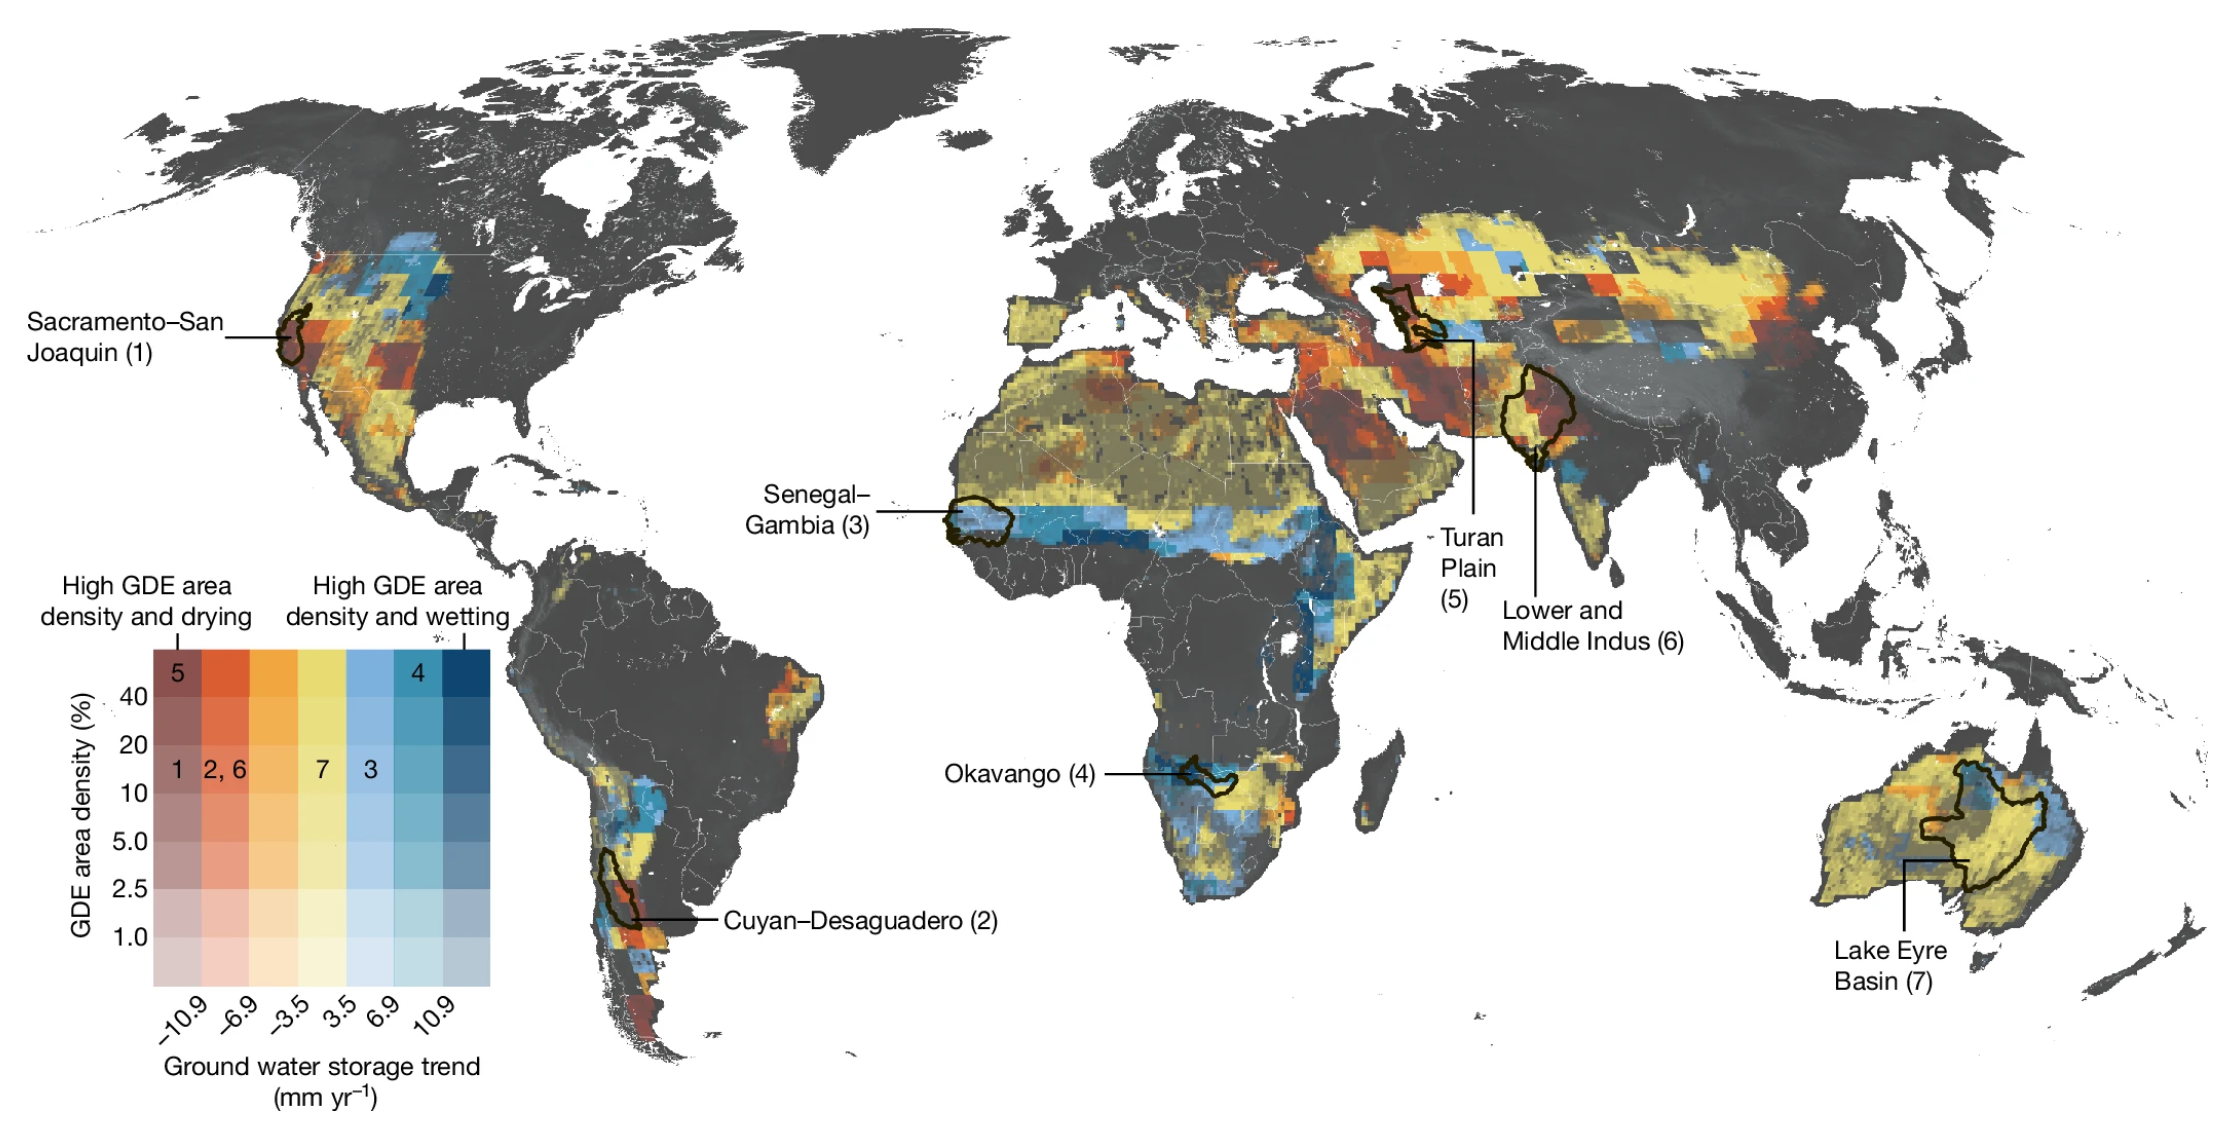 Sacramento–San
Joaquin (1)
Senegal–
Gambia (3)
Turan
Plain
(5)
Lower and
Middle Indus (6)
Okavango (4)
Cuyan–Desaguadero (2)
Lake Eyre
Basin (7)
High GDE area
density and drying
High GDE area
density and wetting
GDE area density (%)
40
20
10
5.0
2.5
1.0
5
4
1
2, 6
7
3
–10.9
–6.9
–3.5
3.5
6.9
10.9
Ground water storage trend
(mm yr⁻¹)